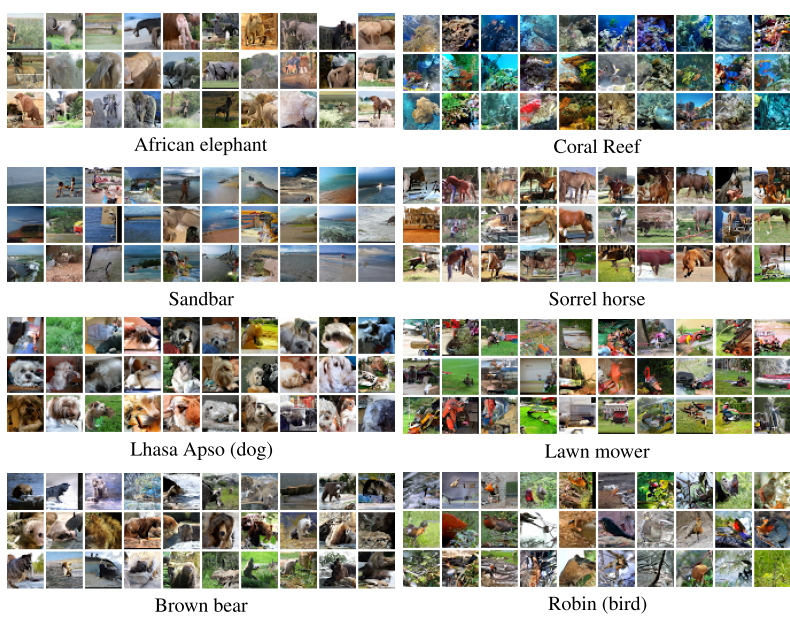 African elephant
Coral Reef
Sandbar
Sorrel horse
Lhasa Apso (dog)
Lawn mower
Brown bear
Robin (bird)